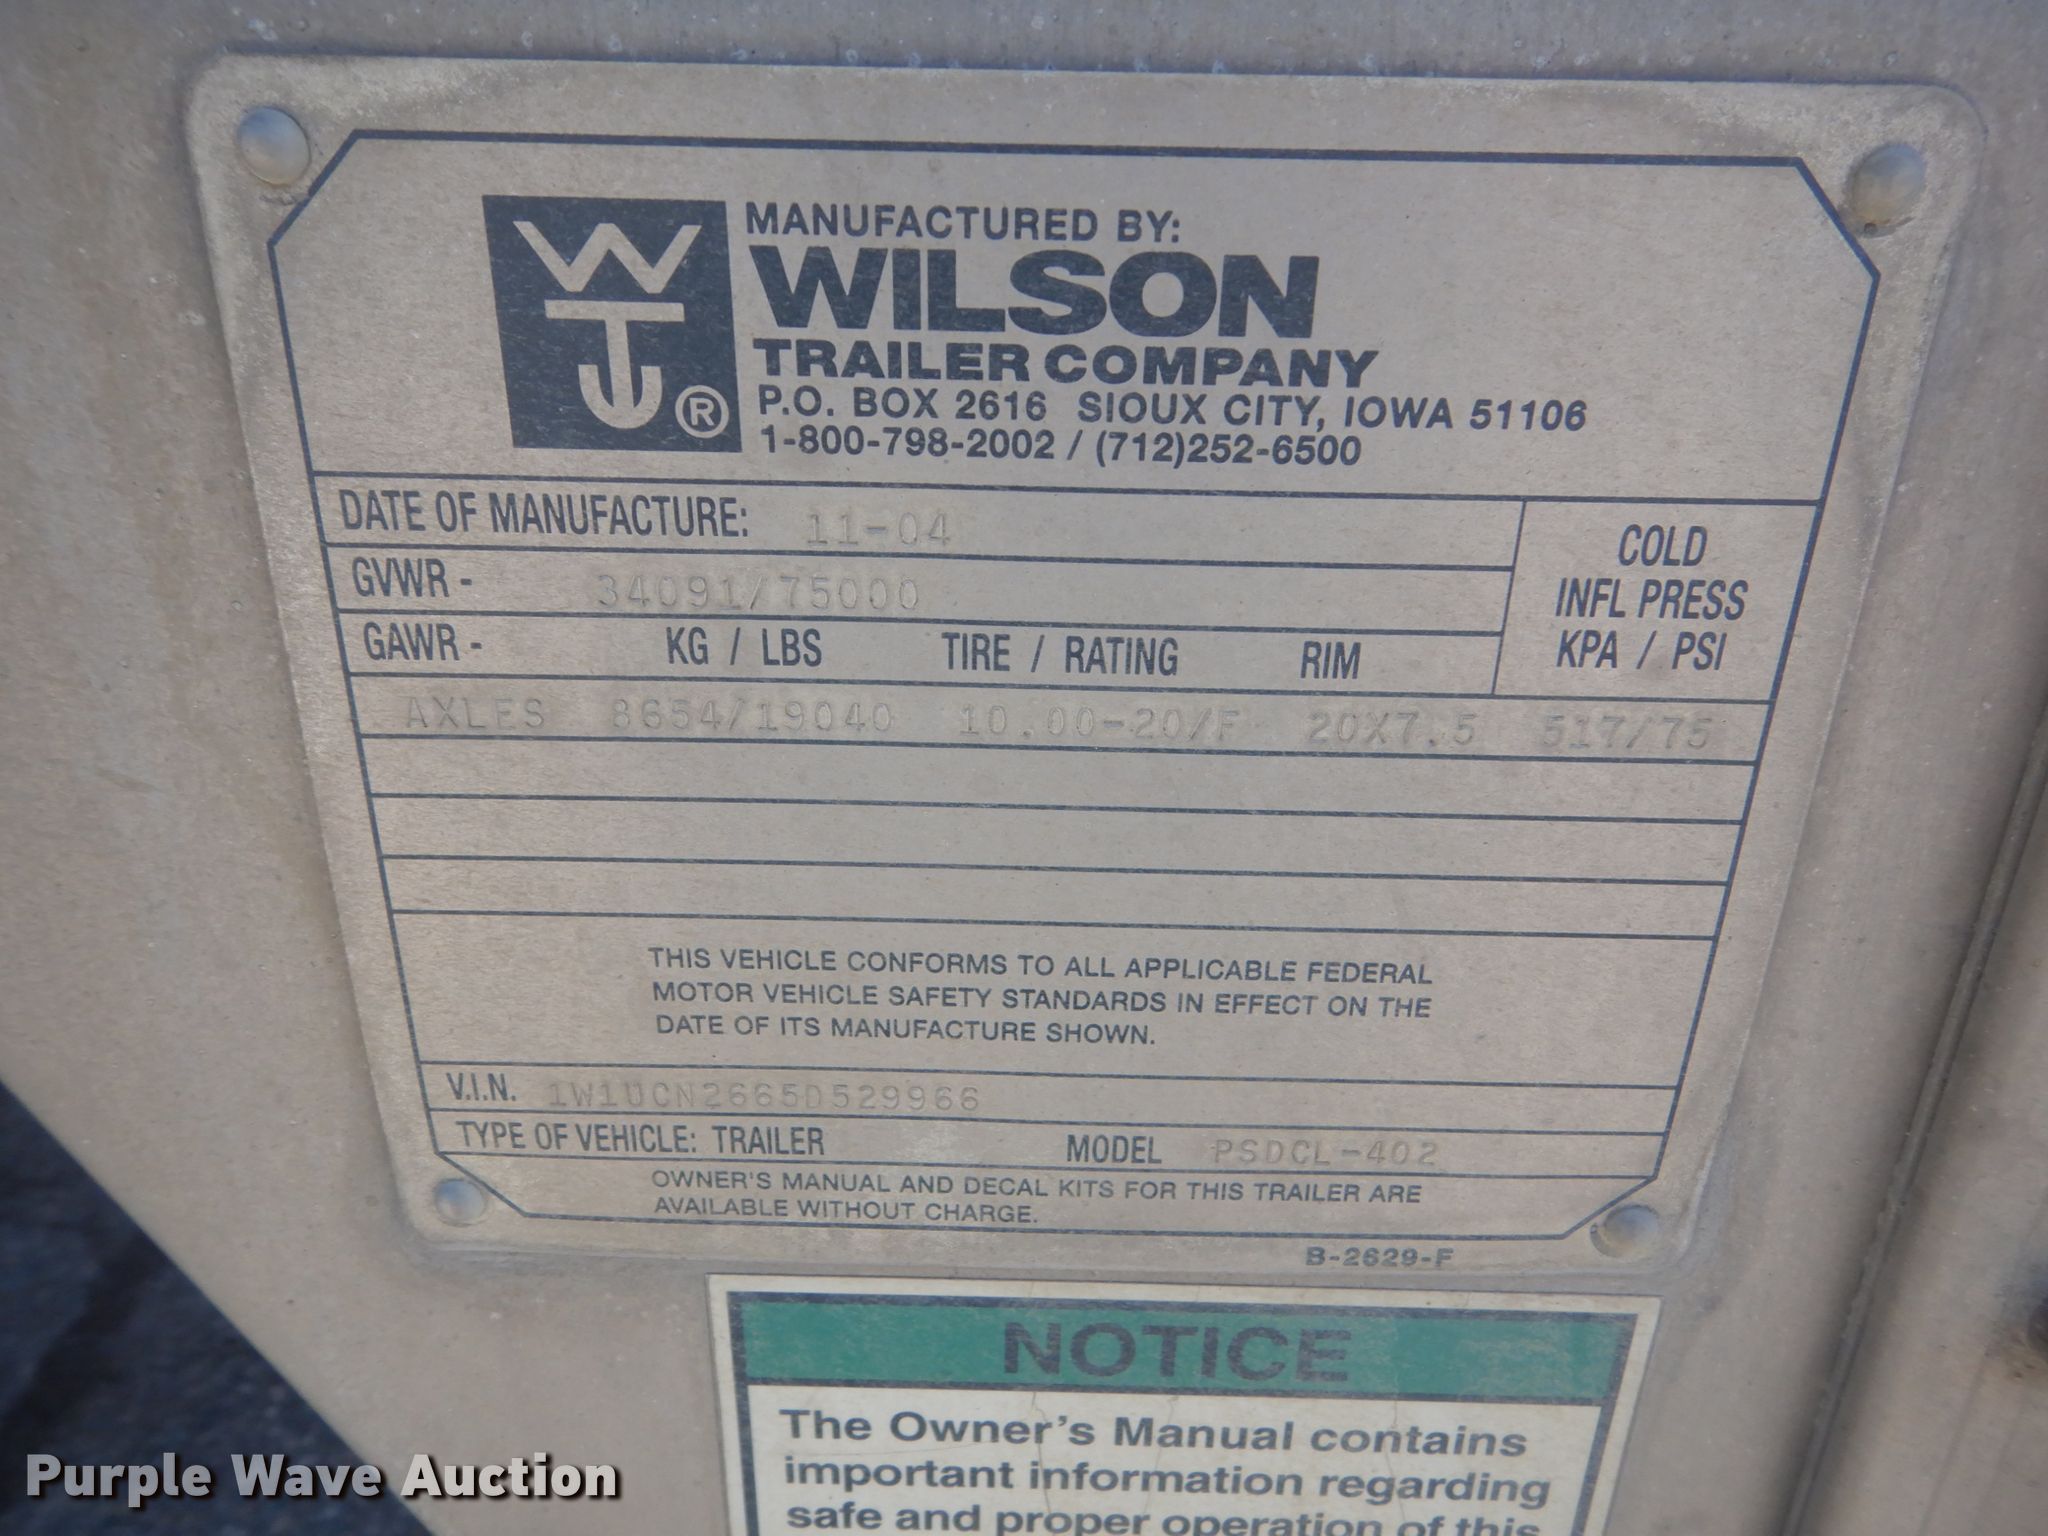 WTJ®
MANUFACTURED BY:
WILSON
TRAILER COMPANY
P.O. BOX 2616 SIOUX CITY, IOWA 51106
1-800-798-2002 / (712)252-6500
DATE OF MANUFACTURE: 11-04
COLD
INFL PRESS
KPA / PSI
GVWR - 34091/75000
GAWR - KG / LBS TIRE / RATING RIM
AXLES 8654/19040 10.00-20/F 20X7.5 517/75
THIS VEHICLE CONFORMS TO ALL APPLICABLE FEDERAL
MOTOR VEHICLE SAFETY STANDARDS IN EFFECT ON THE
DATE OF ITS MANUFACTURE SHOWN.
V.I.N. 1W1UCN2665D529966
TYPE OF VEHICLE: TRAILER MODEL PSDCL-402
OWNER'S MANUAL AND DECAL KITS FOR THIS TRAILER ARE
AVAILABLE WITHOUT CHARGE.
B-2629-F
NOTICE
The Owner's Manual contains
important information regarding
safe and proper operation of this
Purple Wave Auction